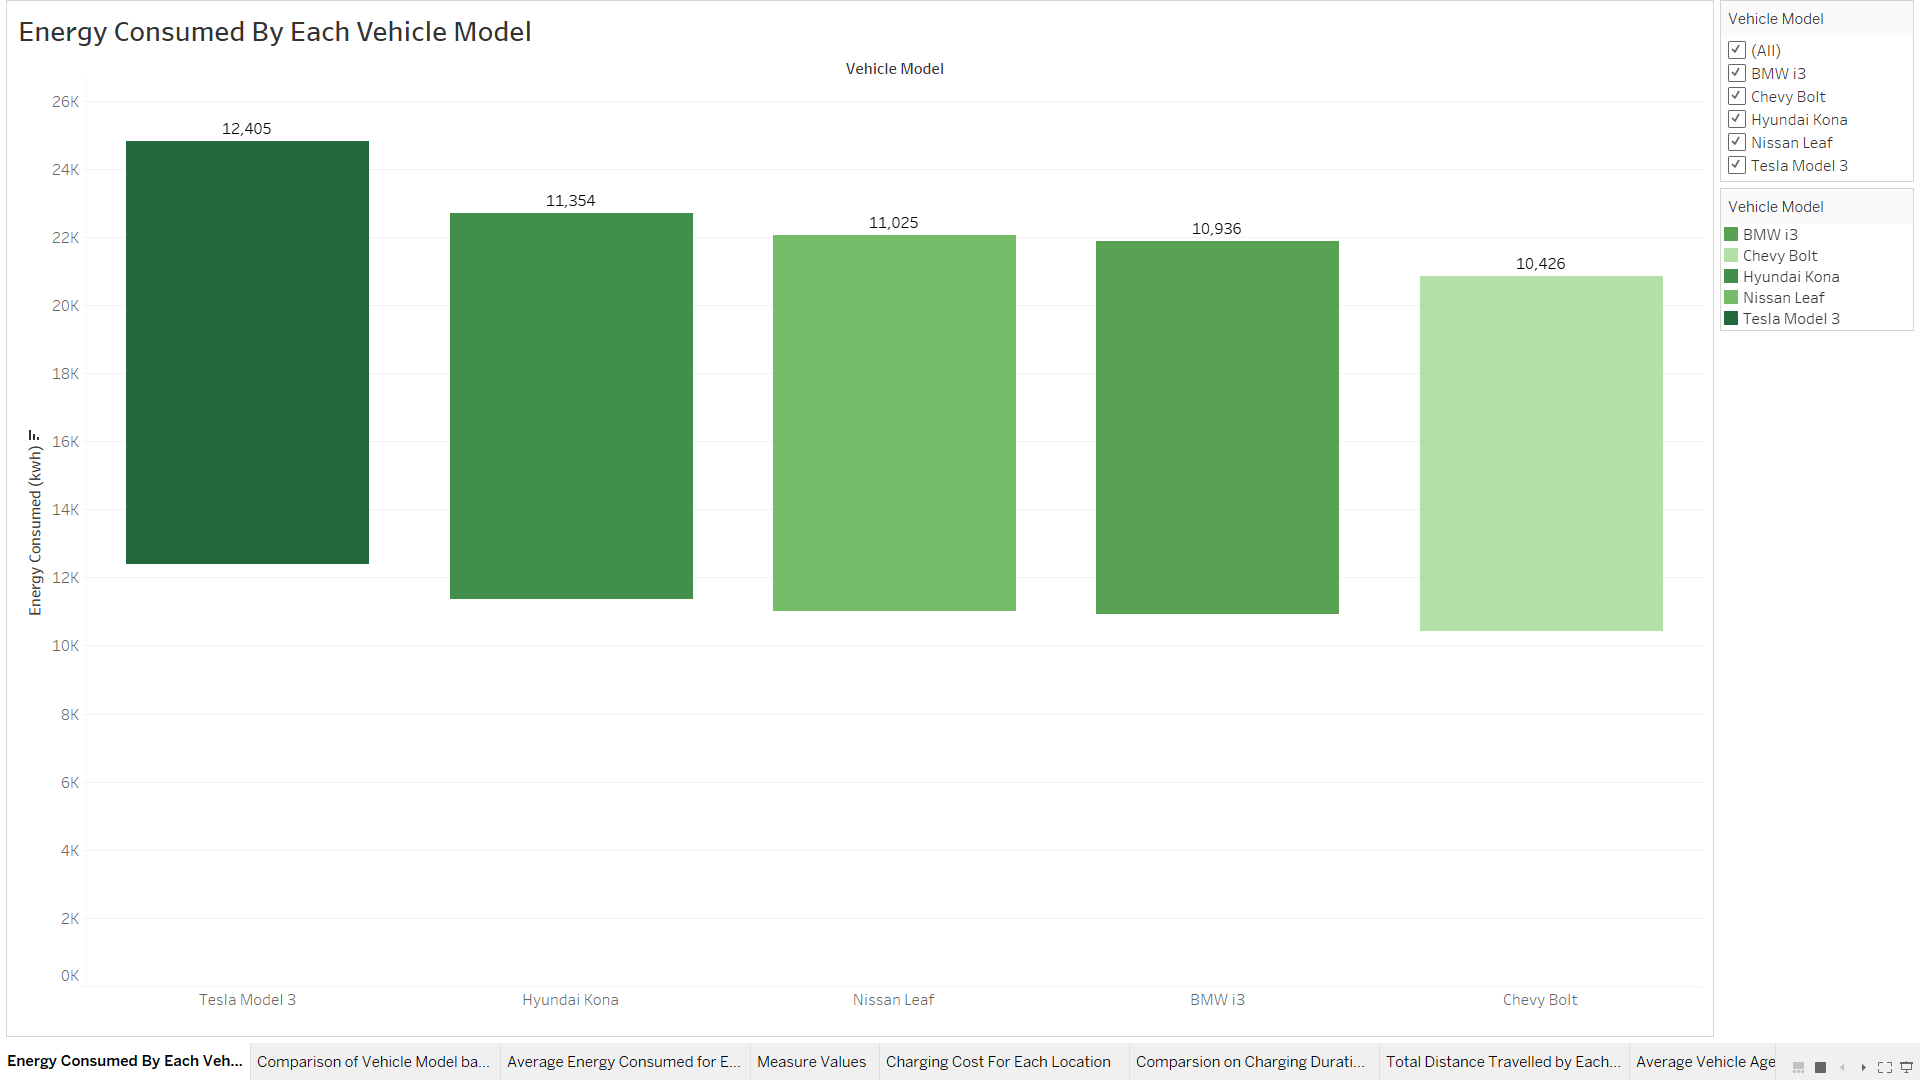 Energy Consumed By Each Vehicle Model
Vehicle Model
26K
24K
22K
20K
18K
16K
14K
12K
10K
8K
6K
4K
2K
0K
Energy Consumed (kwh)
12,405
11,354
11,025
10,936
10,426
Tesla Model 3
Hyundai Kona
Nissan Leaf
BMW i3
Chevy Bolt
Vehicle Model
(All)
BMW i3
Chevy Bolt
Hyundai Kona
Nissan Leaf
Tesla Model 3
Vehicle Model
BMW i3
Chevy Bolt
Hyundai Kona
Nissan Leaf
Tesla Model 3
Energy Consumed By Each Veh...
Comparison of Vehicle Model ba...
Average Energy Consumed for E...
Measure Values
Charging Cost For Each Location
Comparsion on Charging Durati...
Total Distance Travelled by Each...
Average Vehicle Age